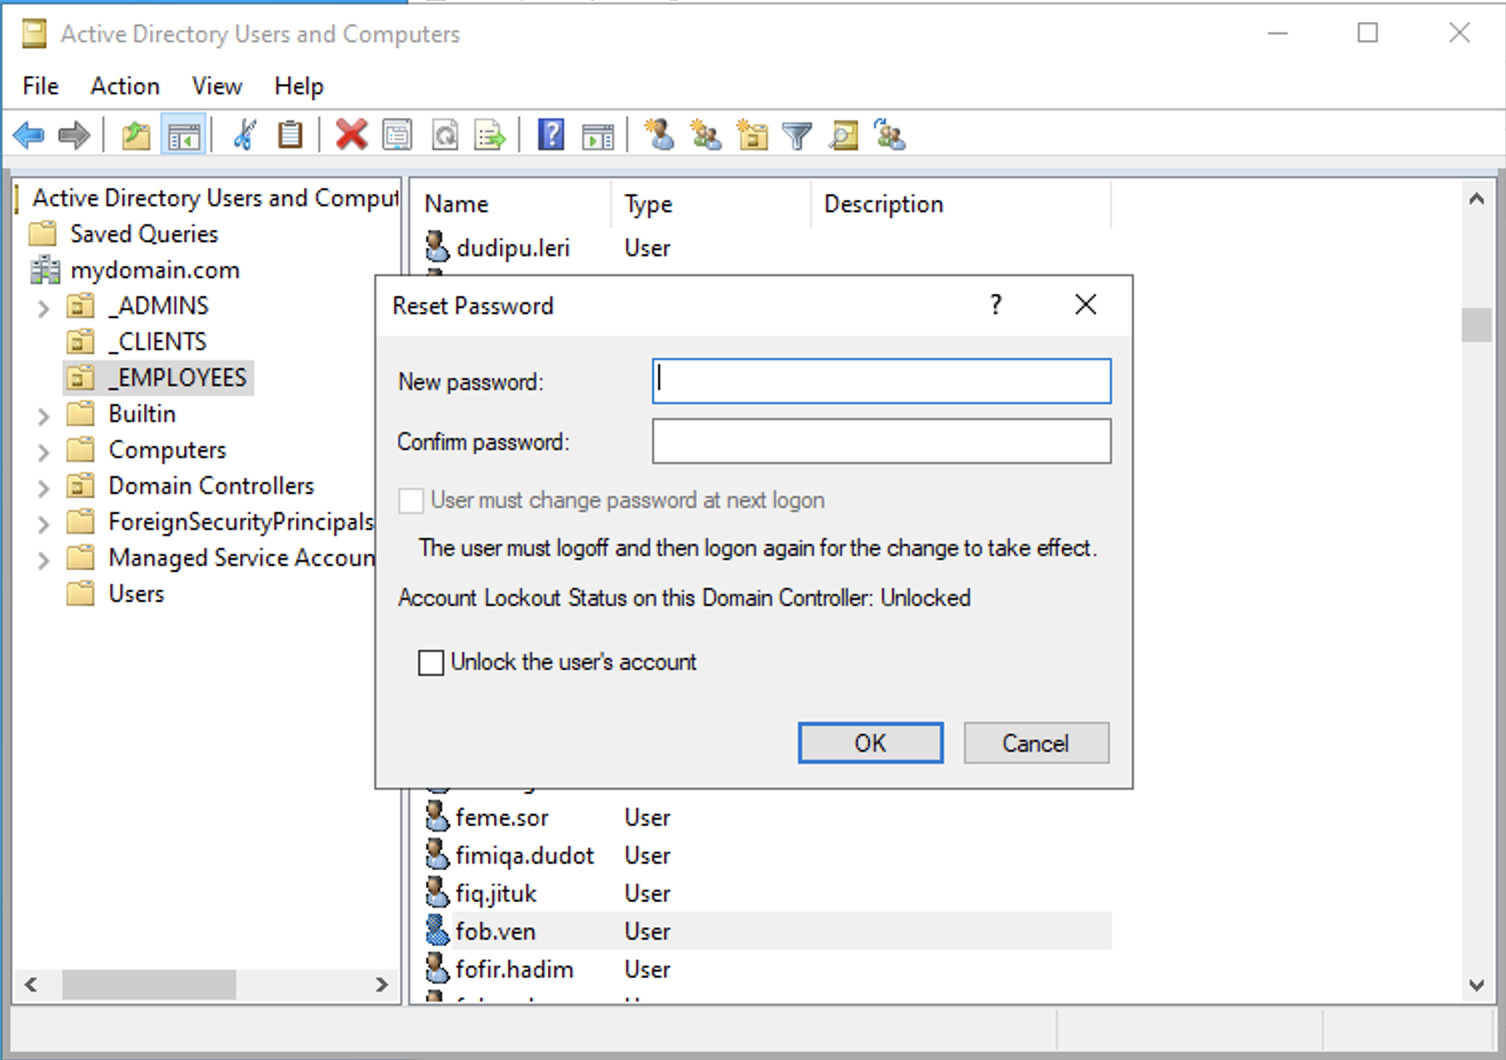 Active Directory Users and Computers
File Action View Help
Active Directory Users and Comput
Saved Queries
mydomain.com
_ADMINS
_CLIENTS
_EMPLOYEES
Builtin
Computers
Domain Controllers
ForeignSecurityPrincipals
Managed Service Accoun
Users
Name Type Description
dudipu.leri User
Reset Password
New password:
Confirm password:
User must change password at next logon
The user must logoff and then logon again for the change to take effect.
Account Lockout Status on this Domain Controller: Unlocked
Unlock the user's account
OK Cancel
feme.sor User
fimiqa.dudot User
fiq.jituk User
fob.ven User
fofir.hadim User